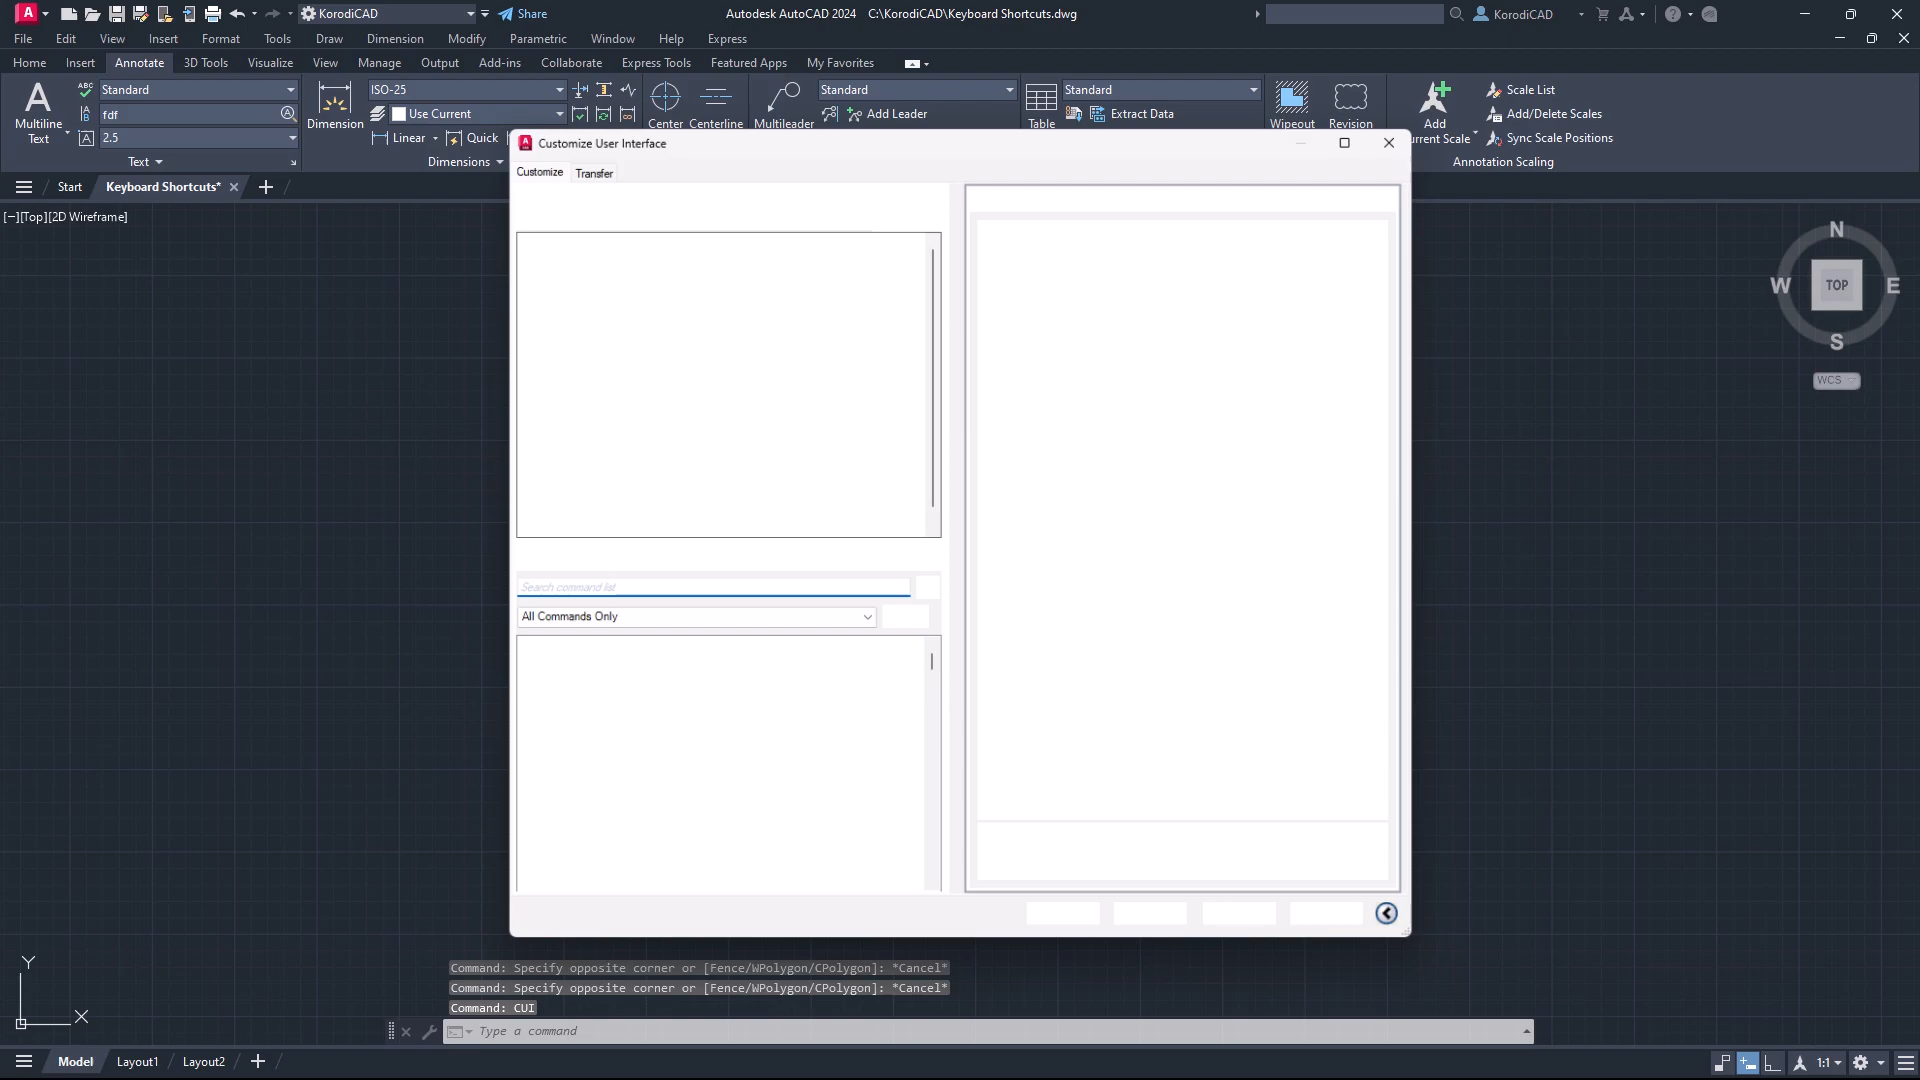 A
KorodiCAD
Share
Autodesk AutoCAD 2024 C:\KorodiCAD\Keyboard Shortcuts.dwg
KorodiCAD
File Edit View Insert Format Tools Draw Dimension Modify Parametric Window Help Express
Home Insert Annotate 3D Tools Visualize View Manage Output Add-ins Collaborate Express Tools Featured Apps My Favorites
Standard ISO-25 Standard Standard Scale List
fdf Use Current Add Leader Extract Data Add/Delete Scales
Multiline Text Dimension Center Centerline Multileader Table Wipeout Revision Add
2.5 Linear Quick urrent Scale Sync Scale Positions
Text Dimensions Annotation Scaling
Customize User Interface
Customize Transfer
Start Keyboard Shortcuts*
[−][Top][2D Wireframe]
N
W TOP E
S
WCS
Search command list
All Commands Only
Command: Specify opposite corner or [Fence/WPolygon/CPolygon]: *Cancel*
Command: Specify opposite corner or [Fence/WPolygon/CPolygon]: *Cancel*
Command: CUI
Type a command
Y
X
Model Layout1 Layout2
1:1